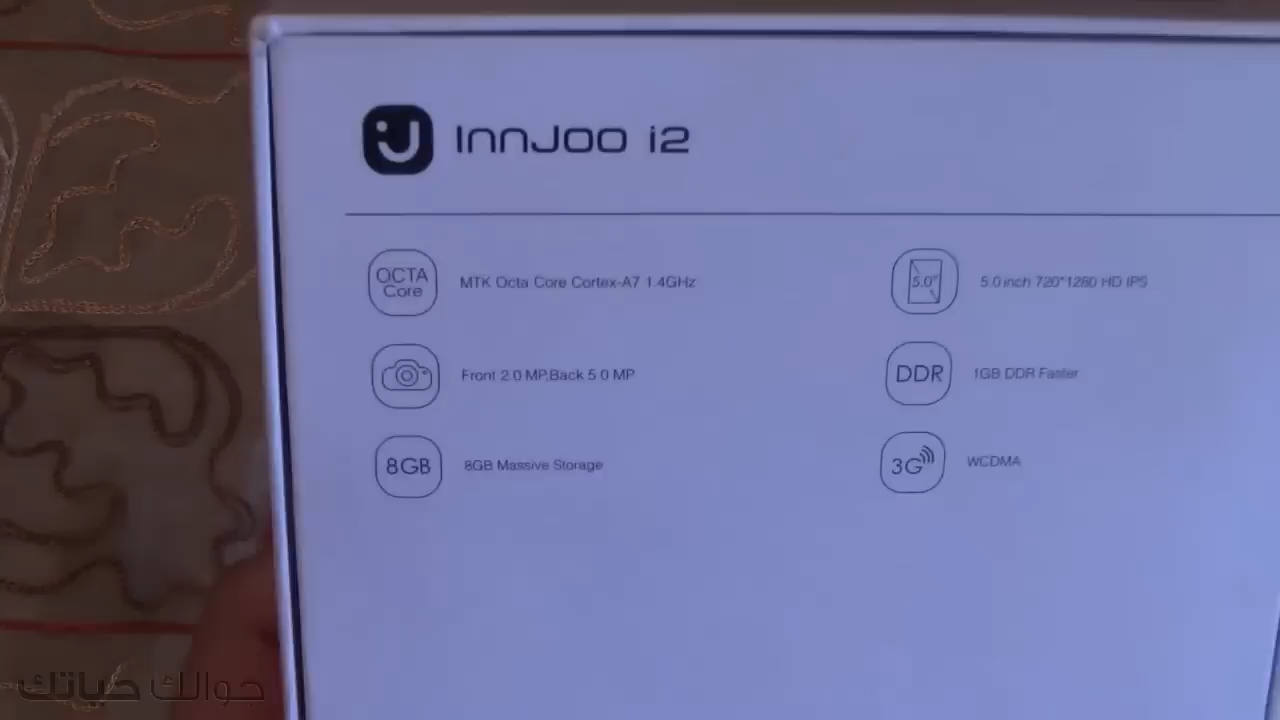 InnJoo i2
OCTA
Core
MTK Octa Core Cortex-A7 1.4GHz
5.0"
5.0 inch 720*1280 HD IPS
Front 2.0 MP,Back 5.0 MP
DDR
1GB DDR Faster
8GB
8GB Massive Storage
3G
WCDMA
جوالك حياتك